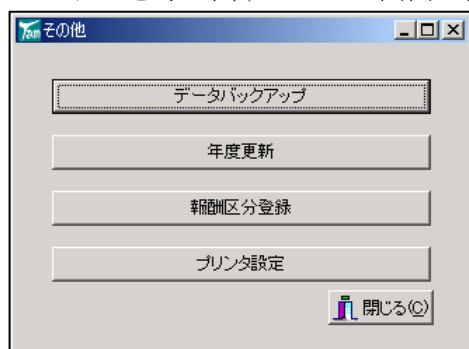 その他
データバックアップ
年度更新
報酬区分登録
プリンタ設定
閉じる(C)